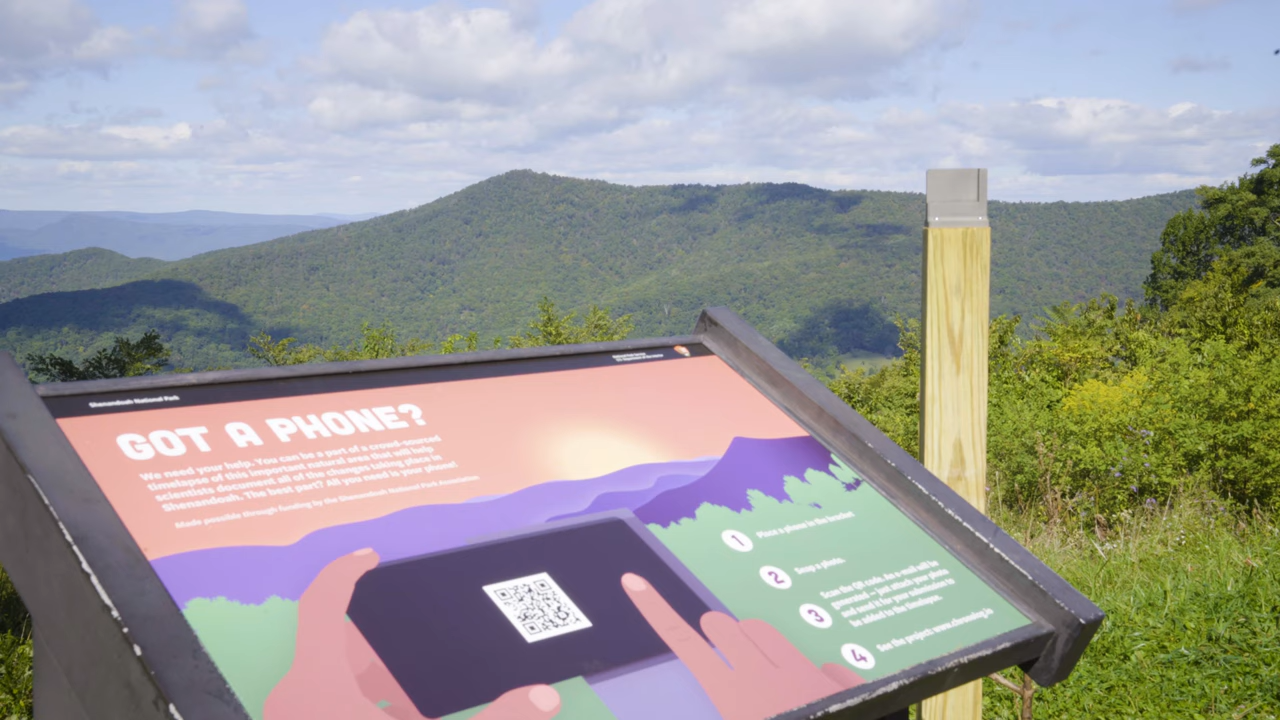 Shenandoah National Park
GOT A PHONE?
We need your help. You can be a part of a crowd-sourced
timelapse of this important natural area that will help
scientists document all of the changes taking place in
Shenandoah. The best part? All you need is your phone!
Made possible through funding by the Shenandoah National Park Association
1 Place a phone in the bracket
2 Snap a photo.
3 Scan the QR code. An e-mail will be
generated – just attach your photo
and send it for your submission to
be added to the timelapse.
4 See the project: